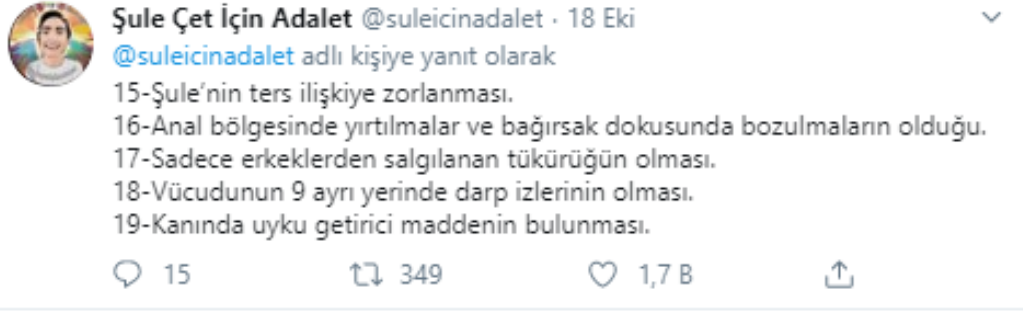 Şule Çet İçin Adalet @suleicinadalet · 18 Eki
@suleicinadalet adlı kişiye yanıt olarak
15-Şule’nin ters ilişkiye zorlanması.
16-Anal bölgesinde yırtılmalar ve bağırsak dokusunda bozulmaların olduğu.
17-Sadece erkeklerden salgılanan tükürüğün olması.
18-Vücudunun 9 ayrı yerinde darp izlerinin olması.
19-Kanında uyku getirici maddenin bulunması.
15 349 1,7 B